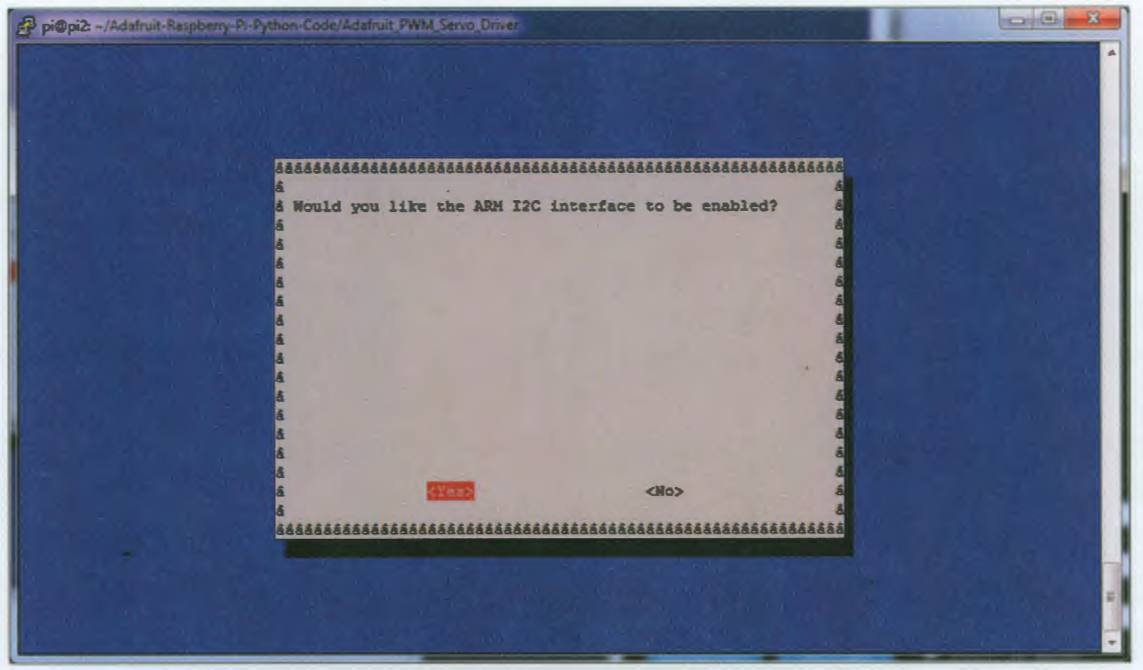 pi@pi2: ~/Adafruit-Raspberry-Pi-Python-Code/Adafruit_PWM_Servo_Driver
Would you like the ARM I2C interface to be enabled?
<Yes> <No>